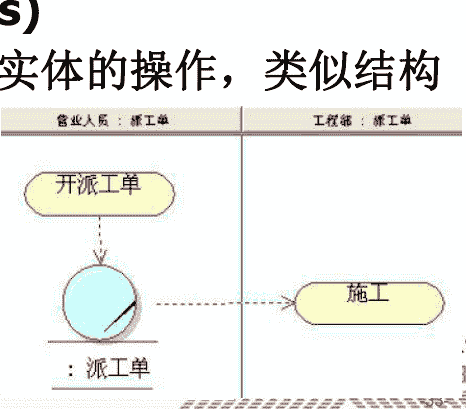 s)
实体的操作，类似结构
营业人员 : 派工单
工程部 : 派工单
开派工单
施工
: 派工单